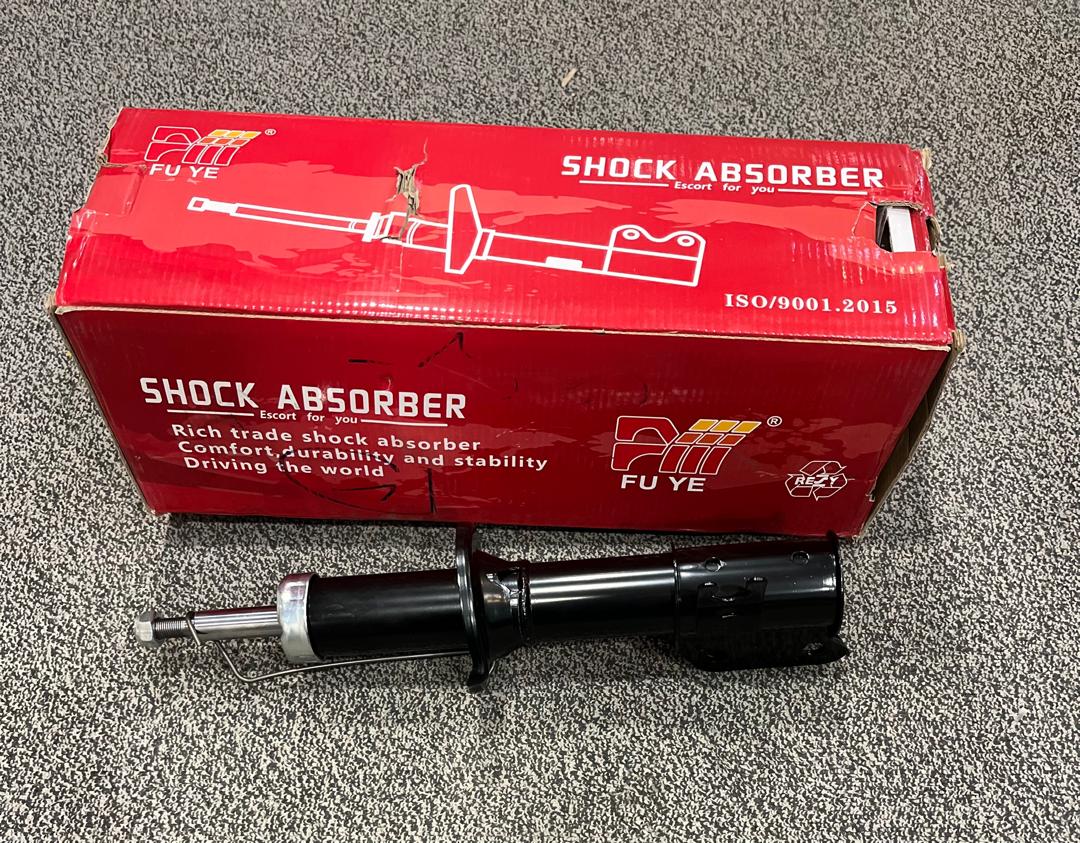 FU YE
®
SHOCK ABSORBER
Escort for you
ISO/9001.2015
SHOCK ABSORBER
Escort for you
Rich trade shock absorber
Comfort,durability and stability
Driving the world
®
FU YE
REZY